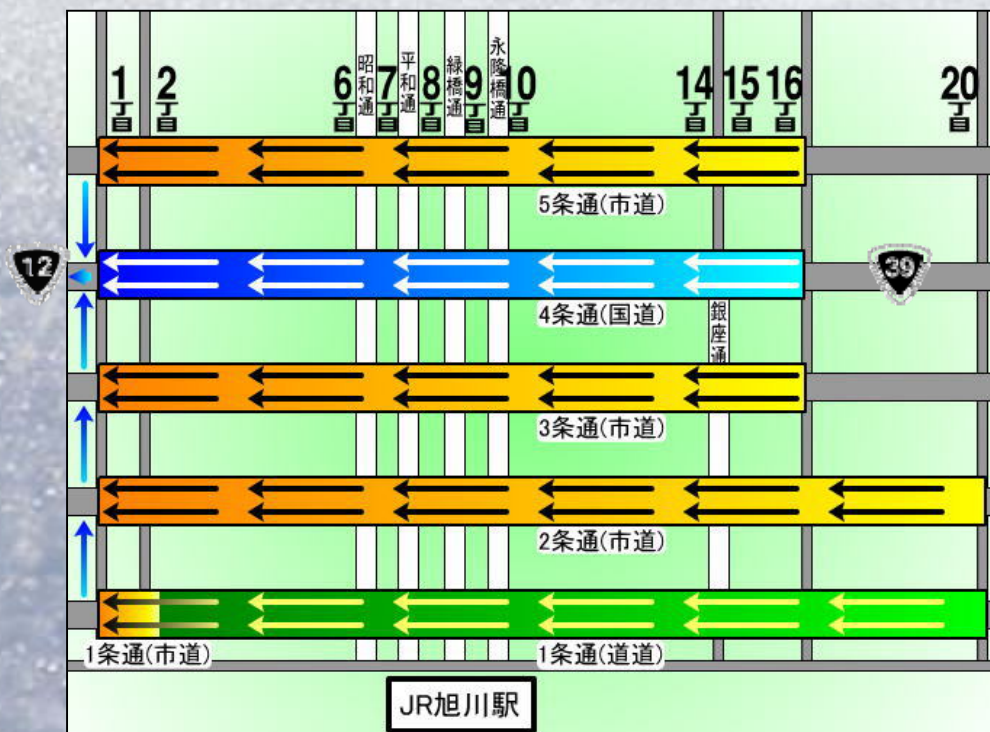 1丁目
2丁目
6丁目
昭和通
7丁目
平和通
8丁目
緑橋通
9丁目
永隆橋通
10丁目
14丁目
15丁目
16丁目
20丁目
5条通(市道)
12
39
4条通(国道)
銀座通
3条通(市道)
2条通(市道)
1条通(市道)
1条通(道道)
JR旭川駅